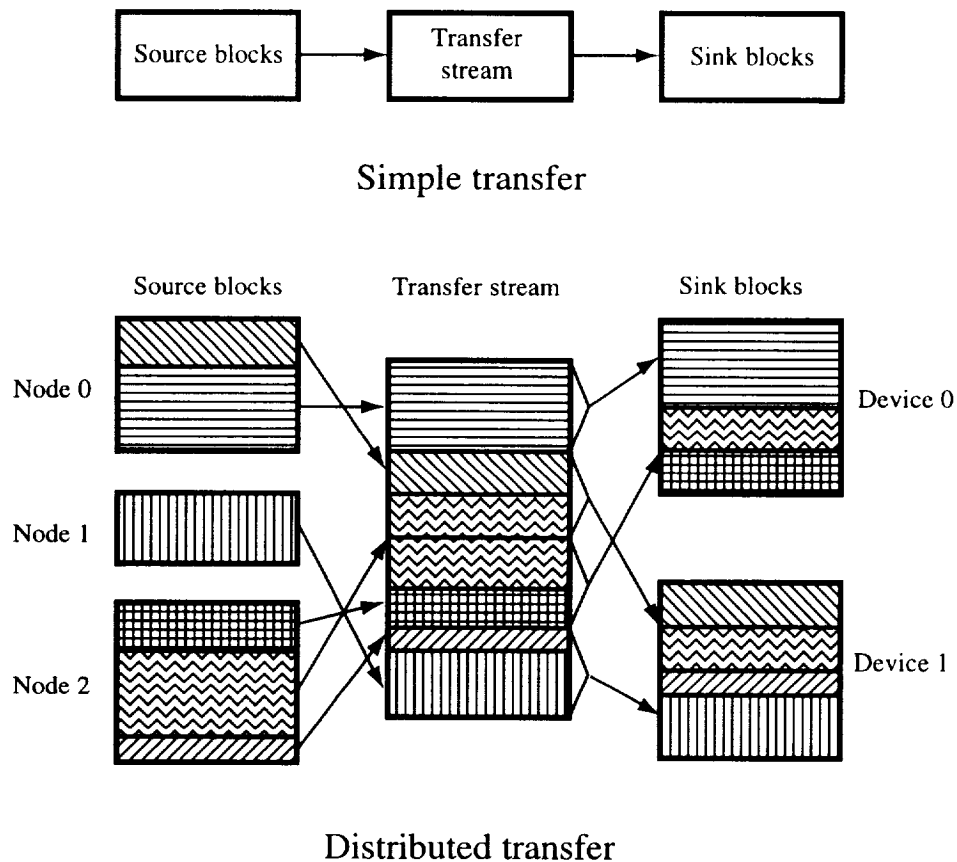 Source blocks
Transfer
stream
Sink blocks
Simple transfer
Source blocks
Transfer stream
Sink blocks
Node 0
Device 0
Node 1
Node 2
Device 1
Distributed transfer